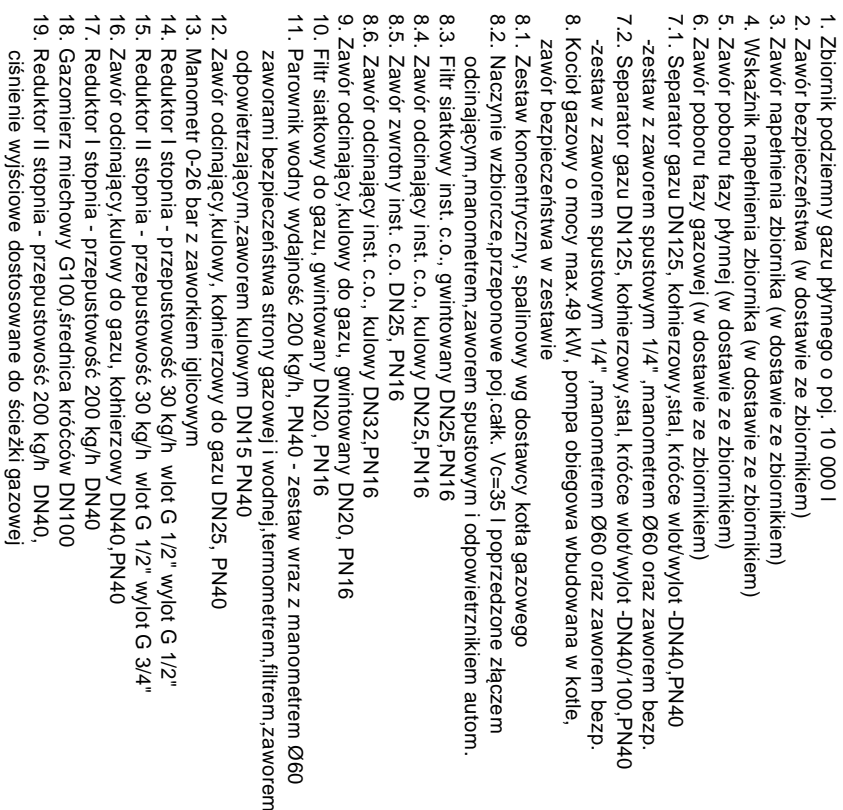 1. Zbiornik podziemny gazu płynnego o poj. 10 000 l
2. Zawór bezpieczeństwa (w dostawie ze zbiornikiem)
3. Zawór napełnienia zbiornika (w dostawie ze zbiornikiem)
4. Wskaźnik napełnienia zbiornika (w dostawie ze zbiornikiem)
5. Zawór poboru fazy płynnej (w dostawie ze zbiornikiem)
6. Zawór poboru fazy gazowej (w dostawie ze zbiornikiem)
7.1. Separator gazu DN125, kołnierzowy,stal, króćce wlot/wylot -DN40,PN40
-zestaw z zaworem spustowym 1/4" ,manometrem Ø60 oraz zaworem bezp.
7.2. Separator gazu DN125, kołnierzowy,stal, króćce wlot/wylot -DN40/100,PN40
-zestaw z zaworem spustowym 1/4" ,manometrem Ø60 oraz zaworem bezp.
8. Kocioł gazowy o mocy max.49 kW, pompa obiegowa wbudowana w kotle,
zawór bezpieczeństwa w zestawie
8.1. Zestaw koncentryczny, spalinowy wg dostawcy kotła gazowego
8.2. Naczynie wzbiorcze,przeponowe poj.całk. Vc=35 l poprzedzone złączem
odcinającym,manometrem,zaworem spustowym i odpowietrznikiem autom.
8.3. Filtr siatkowy inst. c.o., gwintowany DN25,PN16
8.4. Zawór odcinający inst. c.o., kulowy DN25,PN16
8.5. Zawór zwrotny inst. c.o. DN25, PN16
8.6. Zawór odcinający inst. c.o., kulowy DN32,PN16
9. Zawór odcinający,kulowy do gazu, gwintowany DN20, PN16
10. Filtr siatkowy do gazu, gwintowany DN20, PN16
11. Parownik wodny wydajność 200 kg/h, PN40 - zestaw wraz z manometrem Ø60
zaworami bezpieczeństwa strony gazowej i wodnej,termometrem,filtrem,zaworem
odpowietrzającym,zaworem kulowym DN15 PN40
12. Zawór odcinający,kulowy, kołnierzowy do gazu DN25, PN40
13. Manometr 0-26 bar z zaworkiem iglicowym
14. Reduktor I stopnia - przepustowość 30 kg/h wlot G 1/2" wylot G 1/2"
15. Reduktor II stopnia - przepustowość 30 kg/h wlot G 1/2" wylot G 3/4"
16. Zawór odcinający,kulowy do gazu, kołnierzowy DN40,PN40
17. Reduktor I stopnia - przepustowość 200 kg/h DN40
18. Gazomierz miechowy G100,średnica króćców DN100
19. Reduktor II stopnia - przepustowość 200 kg/h DN40,
ciśnienie wyjściowe dostosowane do ścieżki gazowej